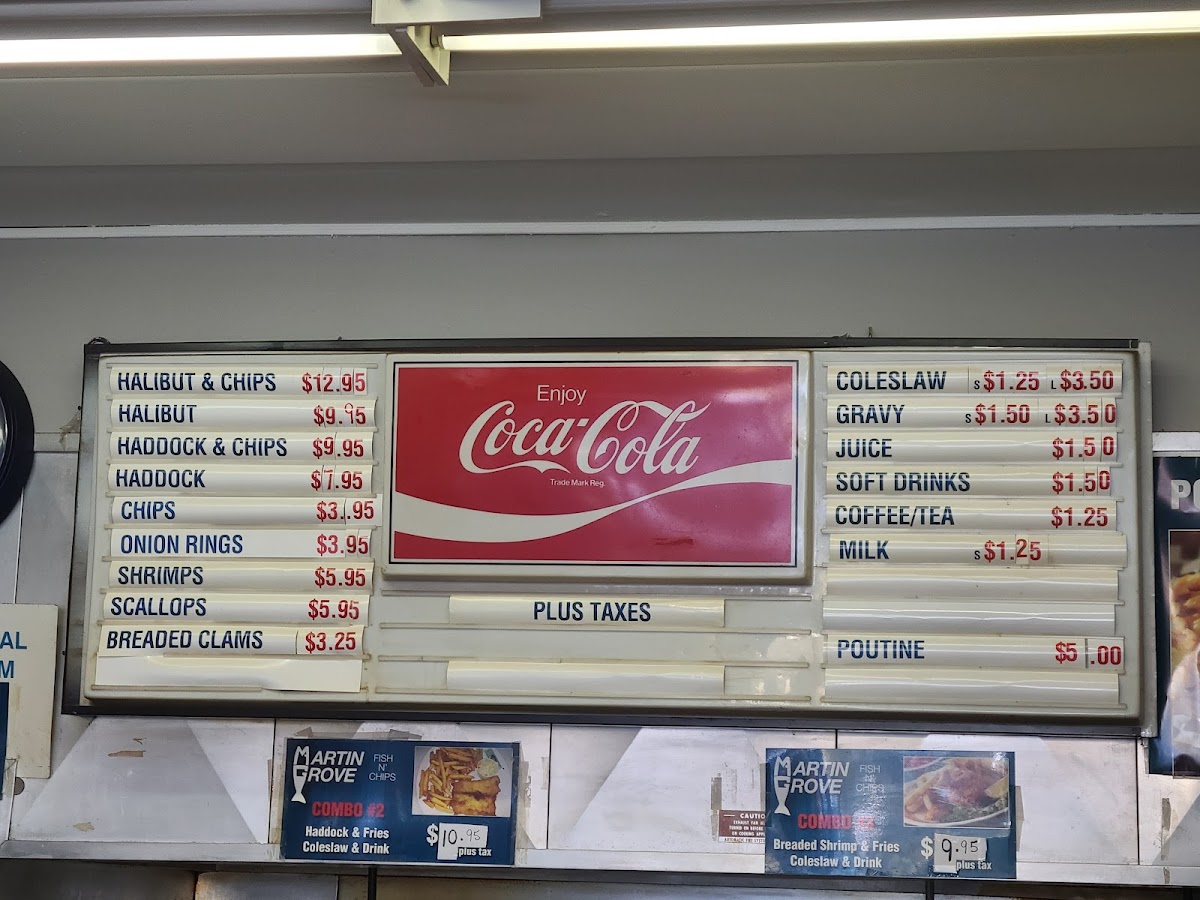 HALIBUT & CHIPS $12.95
HALIBUT $9.95
HADDOCK & CHIPS $9.95
HADDOCK $7.95
CHIPS $3.95
ONION RINGS $3.95
SHRIMPS $5.95
SCALLOPS $5.95
BREADED CLAMS $3.25
Enjoy
Coca-Cola
Trade Mark Reg.
PLUS TAXES
COLESLAW S $1.25 L $3.50
GRAVY S $1.50 L $3.50
JUICE $1.50
SOFT DRINKS $1.50
COFFEE/TEA $1.25
MILK S $1.25
POUTINE $5.00
AL
M
PO
MARTIN GROVE FISH N' CHIPS
COMBO #2
Haddock & Fries
Coleslaw & Drink
$10.95
plus tax
CAUTION
MARTIN GROVE FISH N' CHIPS
COMBO
Breaded Shrimp & Fries
Coleslaw & Drink
$9.95
plus tax